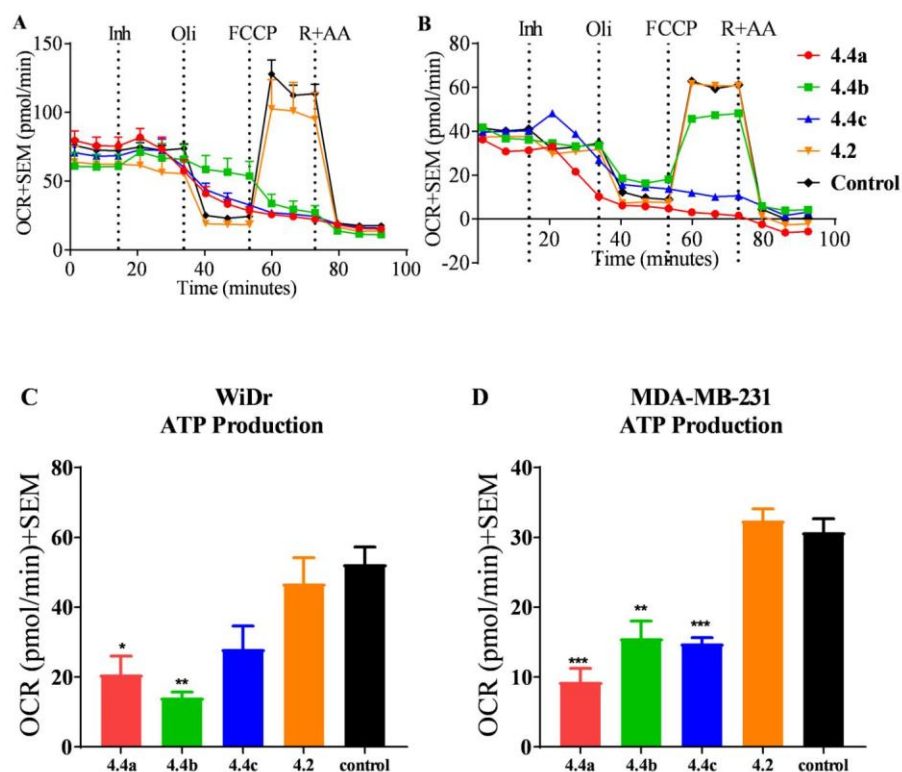 A
Inh Oli FCCP R+AA
OCR+SEM (pmol/min)
150
100
50
0
0 20 40 60 80 100
Time (minutes)
B
Inh Oli FCCP R+AA
OCR+SEM (pmol/min)
80
60
40
20
0
-20
20 40 60 80 100
Time (minutes)
4.4a
4.4b
4.4c
4.2
Control
C
WiDr
ATP Production
OCR (pmol/min)+SEM
80
60
40
20
0
*
**
4.4a 4.4b 4.4c 4.2 control
D
MDA-MB-231
ATP Production
OCR (pmol/min)+SEM
40
30
20
10
0
***
**
***
4.4a 4.4b 4.4c 4.2 control